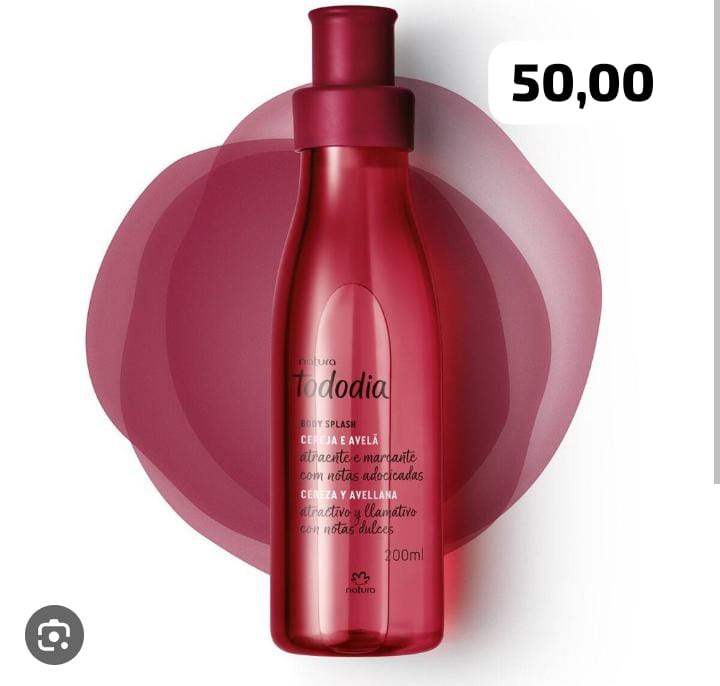 50,00
natura
Tododia
BODY SPLASH
CEREJA E AVELÃ
atraente e marcante
com notas adocicadas
CEREZA Y AVELLANA
atractivo y llamativo
con notas dulces
200ml
natura